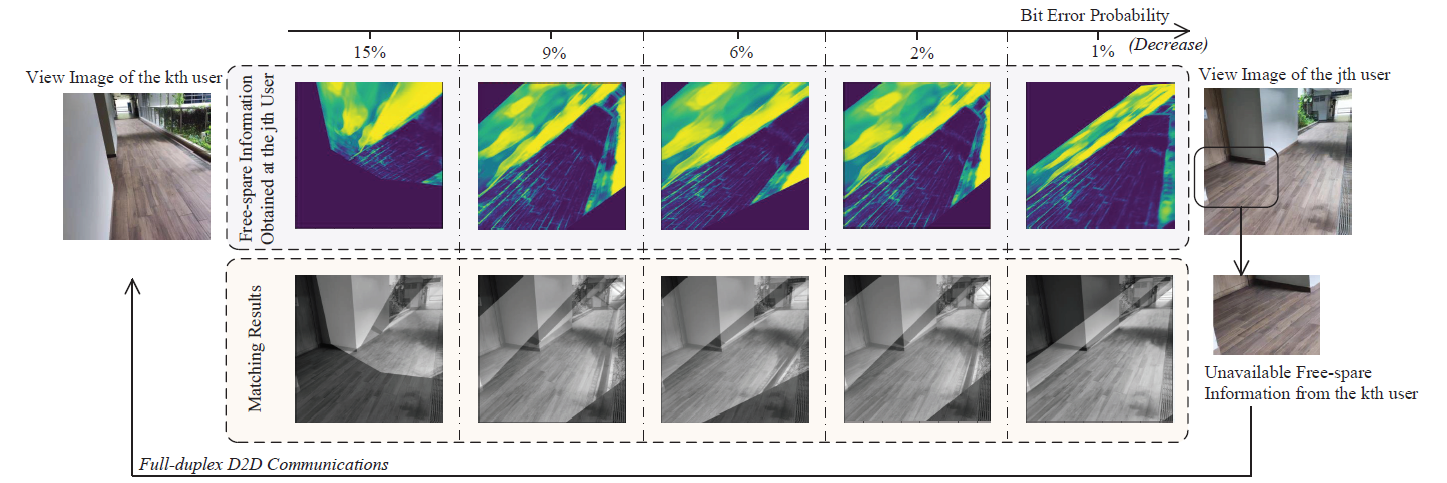 Bit Error Probability
(Decrease)
15%
9%
6%
2%
1%
View Image of the kth user
View Image of the jth user
Free-spare Information
Obtained at the jth User
Matching Results
Unavailable Free-spare
Information from the kth user
Full-duplex D2D Communications